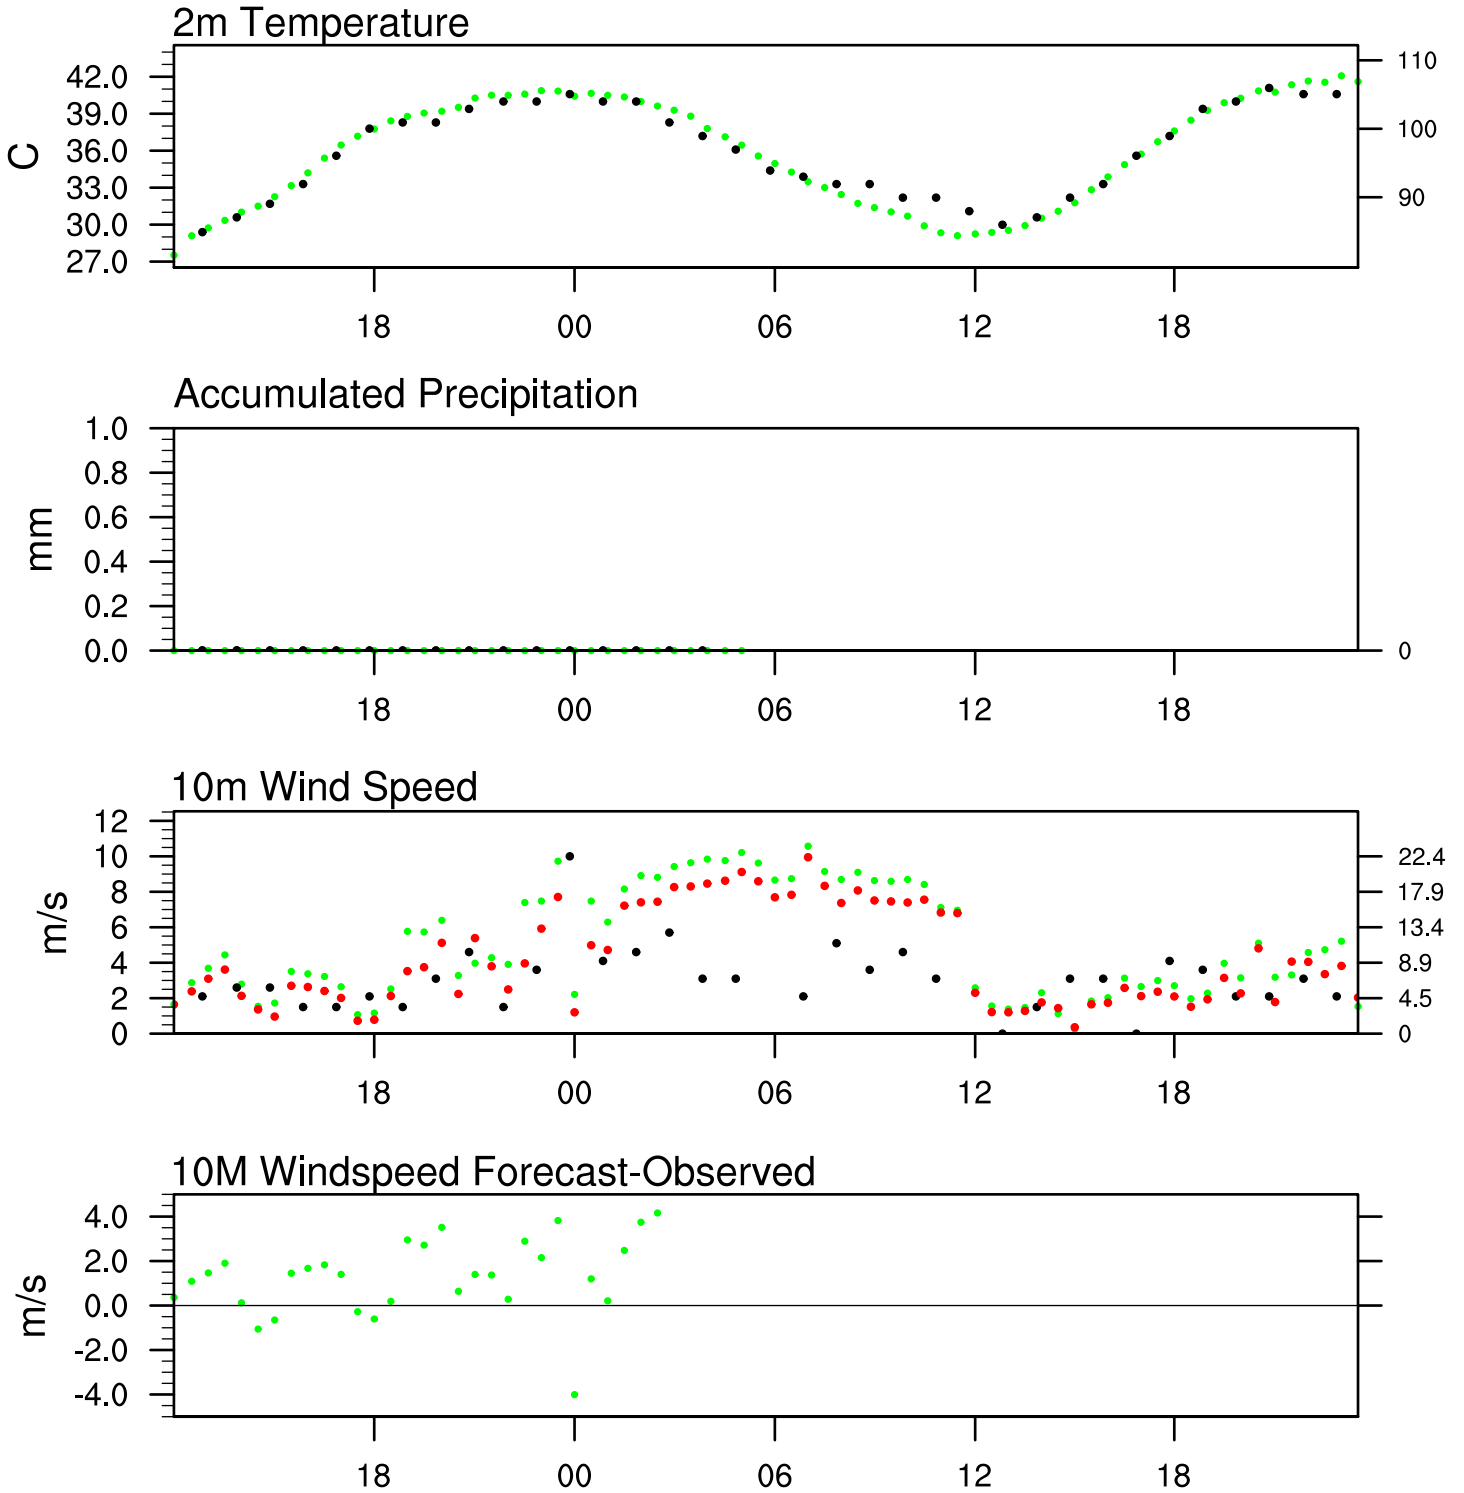 2m Temperature
42.0
39.0
36.0
33.0
30.0
27.0
C
110
100
90
18 00 06 12 18
Accumulated Precipitation
1.0
0.8
0.6
0.4
0.2
0.0
mm
0
18 00 06 12 18
10m Wind Speed
12
10
8
6
4
2
0
m/s
22.4
17.9
13.4
8.9
4.5
0
18 00 06 12 18
10M Windspeed Forecast-Observed
4.0
2.0
0.0
-2.0
-4.0
m/s
18 00 06 12 18